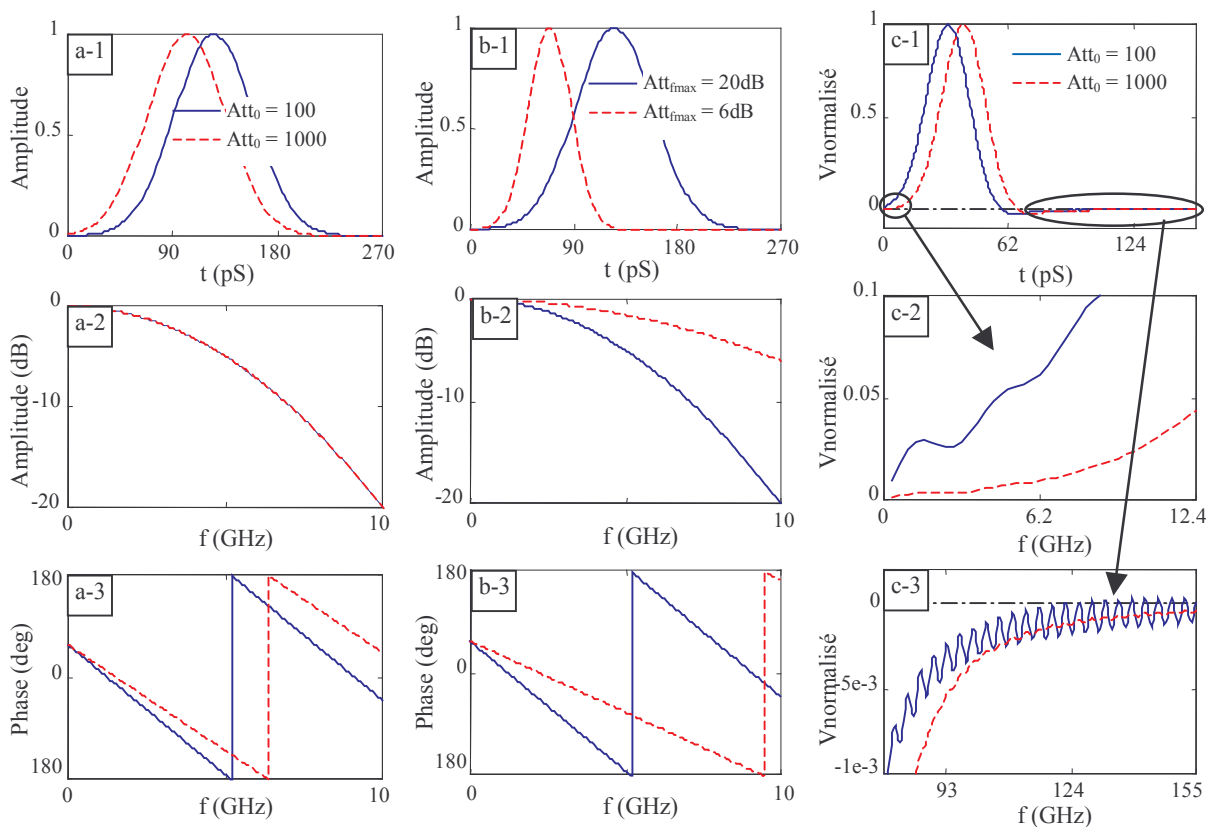 a-1
Amplitude
1
0.5
0
Att0 = 100
Att0 = 1000
0
90
180
270
t (pS)
b-1
Amplitude
1
0.5
0
Attfmax = 20dB
Attfmax = 6dB
0
90
180
270
t (pS)
c-1
Vnormalisé
1
0.5
0
Att0 = 100
Att0 = 1000
0
62
124
t (pS)
a-2
Amplitude (dB)
0
-10
-20
0
10
f (GHz)
b-2
Amplitude (dB)
0
-10
-20
0
10
f (GHz)
c-2
Vnormalisé
0.1
0.05
0
0
6.2
12.4
f (GHz)
a-3
Phase (deg)
180
0
180
0
10
f (GHz)
b-3
Phase (deg)
180
0
180
0
10
f (GHz)
c-3
Vnormalisé
0
5e-3
-1e-3
93
124
155
f (GHz)